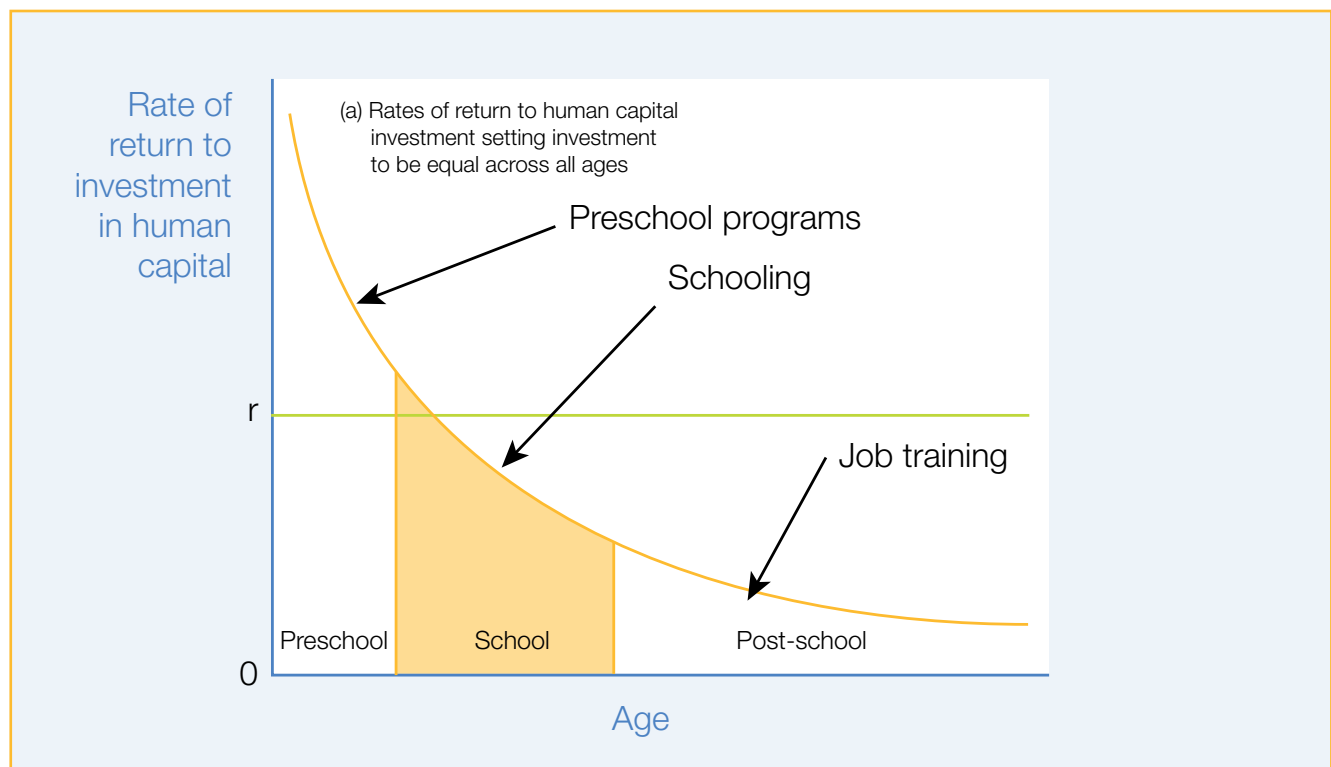 Rate of
return to
investment
in human
capital
(a) Rates of return to human capital
investment setting investment
to be equal across all ages
Preschool programs
Schooling
r
Job training
Preschool
School
Post-school
0
Age